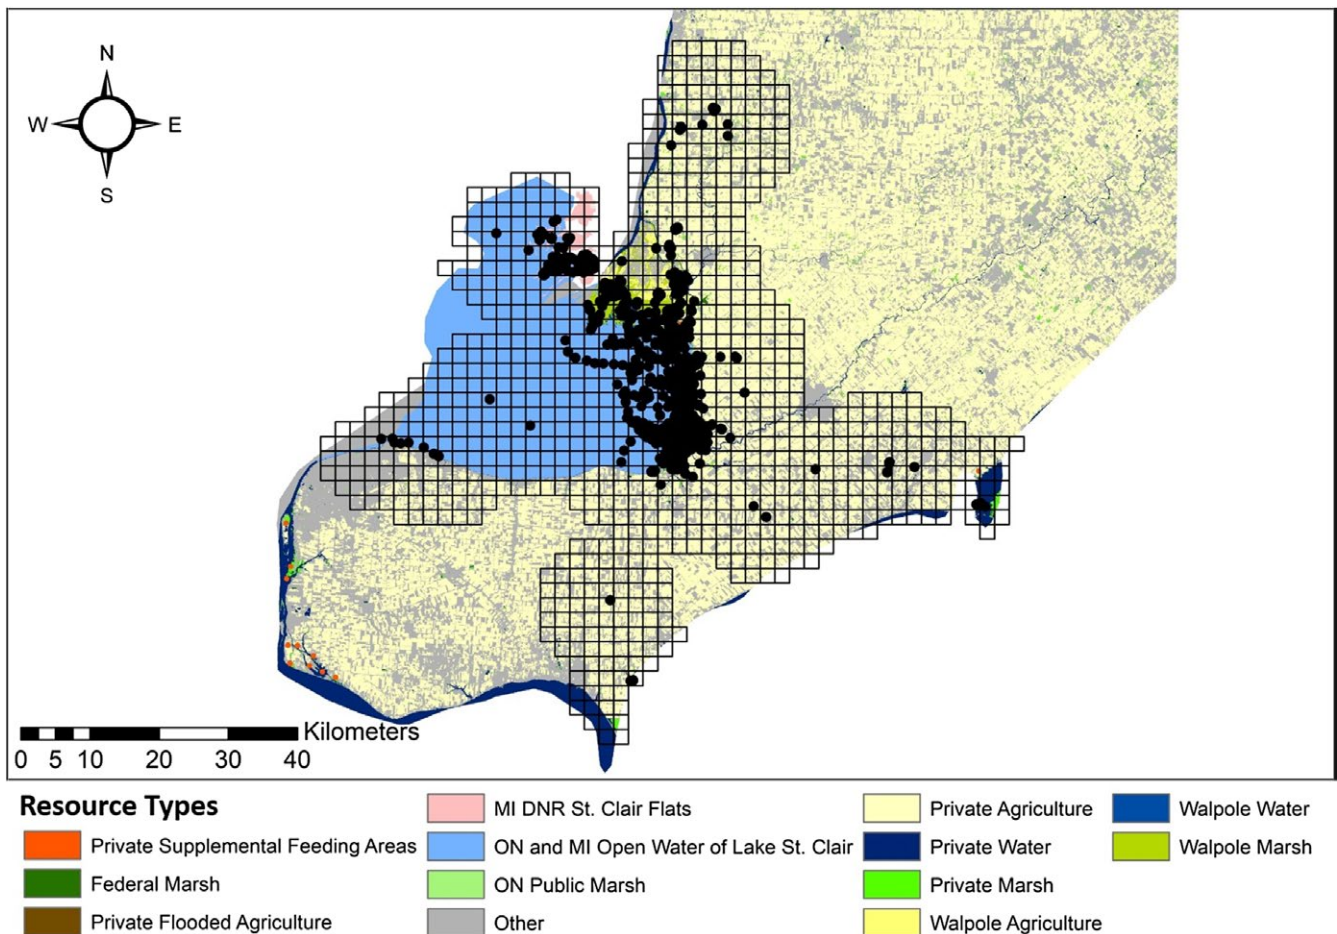 N
W E
S
Kilometers
0 5 10 20 30 40
Resource Types
Private Supplemental Feeding Areas
Federal Marsh
Private Flooded Agriculture
MI DNR St. Clair Flats
ON and MI Open Water of Lake St. Clair
ON Public Marsh
Other
Private Agriculture
Private Water
Private Marsh
Walpole Agriculture
Walpole Water
Walpole Marsh